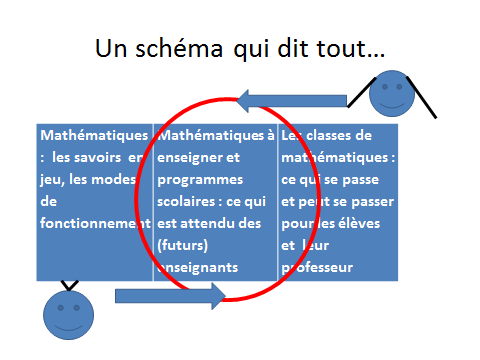 Un schéma qui dit tout...
Mathématiques
: les savoirs en
jeu, les modes
de
fonctionnement
Mathématiques à
enseigner et
programmes
scolaires : ce qui
est attendu des
(futurs)
enseignants
Les classes de
mathématiques :
ce qui se passe
et peut se passer
pour les élèves
et leur
professeur